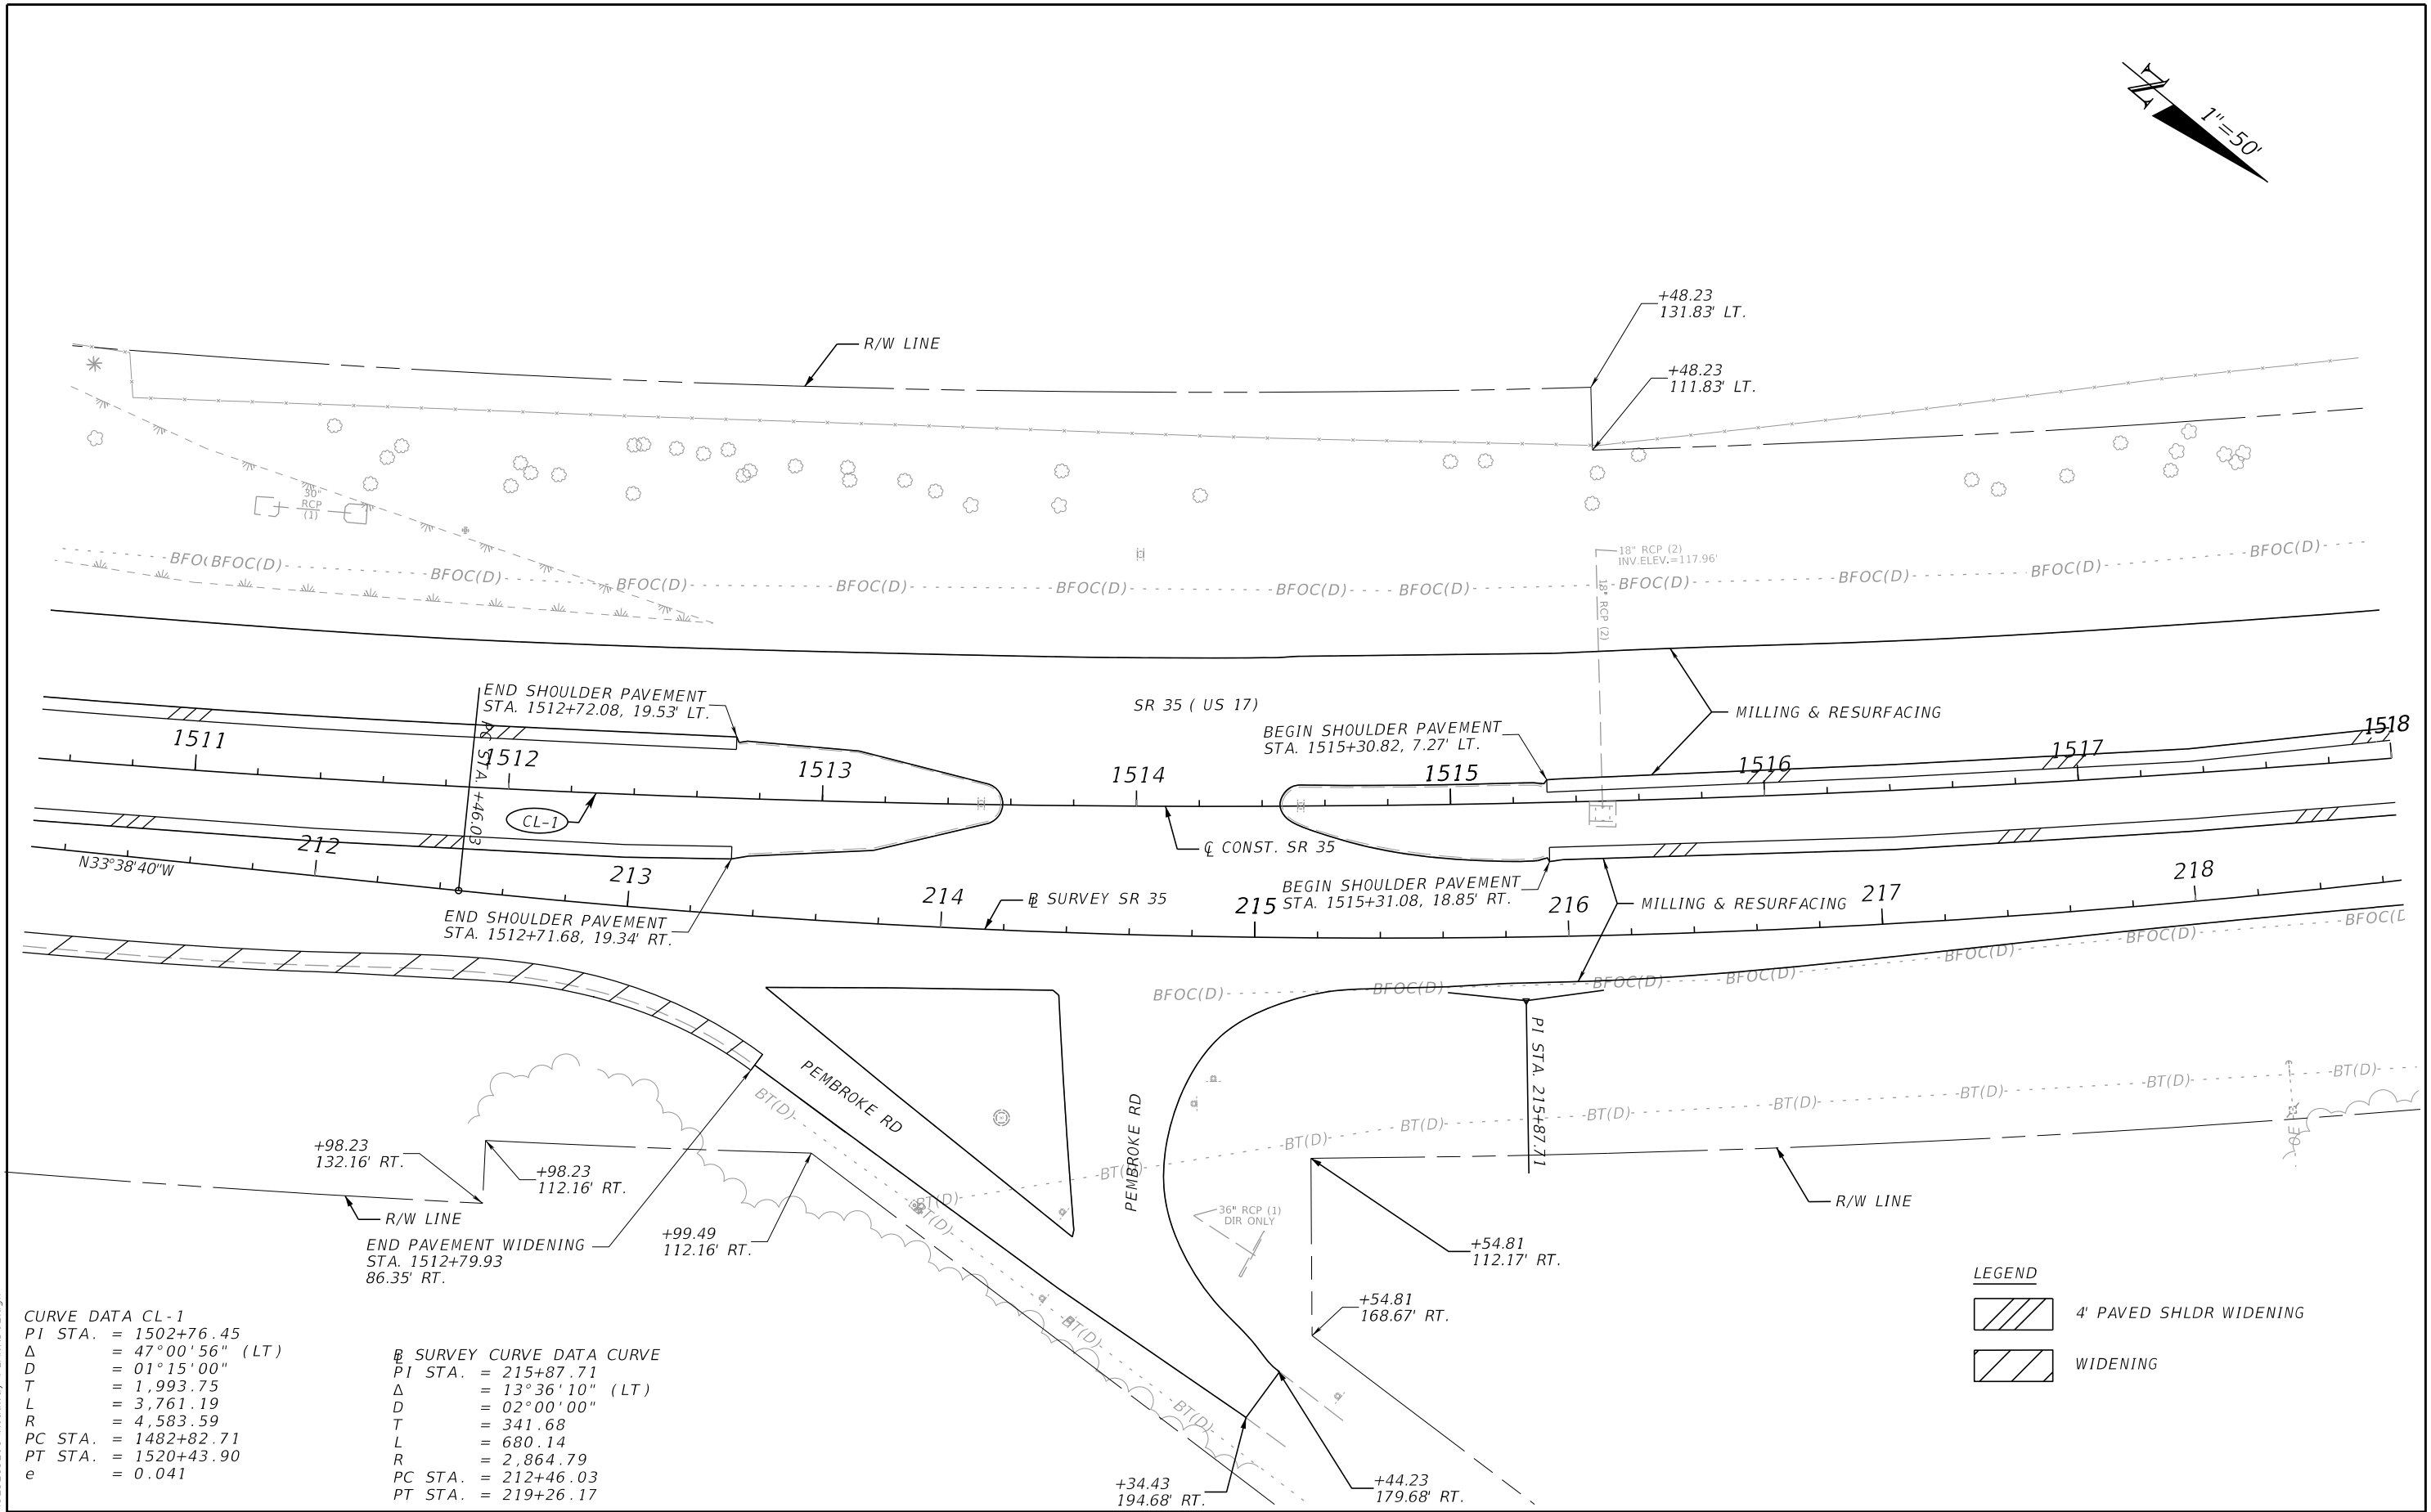 N
1"=50'
+48.23
131.83' LT.
R/W LINE
+48.23
111.83' LT.
30"
RCP
(1)
18" RCP (2)
INV.ELEV.=117.96'
BFOC(D)
BFOC(D)
BFOC(D)
BFOC(D)
BFOC(D)
BFOC(D)
BFOC(D)
BFOC(D)
BFOC(D)
BFOC(D)
BFOC(D)
18" RCP (2)
END SHOULDER PAVEMENT
STA. 1512+72.08, 19.53' LT.
SR 35 ( US 17)
BEGIN SHOULDER PAVEMENT
STA. 1515+30.82, 7.27' LT.
MILLING & RESURFACING
1511
1512
1513
1514
1515
1516
1517
1518
PC STA. +46.03
CL-1
℄ CONST. SR 35
N33°38'40"W
212
213
214
215
216
217
218
END SHOULDER PAVEMENT
STA. 1512+71.68, 19.34' RT.
BL SURVEY SR 35
BEGIN SHOULDER PAVEMENT
STA. 1515+31.08, 18.85' RT.
MILLING & RESURFACING
BFOC(D)
BFOC(D)
BFOC(D)
BFOC(D)
BFOC(D)
BFOC(D)
BFOC(D
PI STA. 215+87.71
PEMBROKE RD
PEMBROKE RD
BT(D)
BT(D)
BT(D)
BT(D)
BT(D)
BT(D)
BT(D)
BT(D)
BT(D)
BT(D)
BT(D)
BT(D)
BT(D)
OE
+98.23
132.16' RT.
+98.23
112.16' RT.
R/W LINE
+99.49
112.16' RT.
END PAVEMENT WIDENING
STA. 1512+79.93
86.35' RT.
36" RCP (1)
DIR ONLY
+54.81
112.17' RT.
R/W LINE
+54.81
168.67' RT.
+34.43
194.68' RT.
+44.23
179.68' RT.
LEGEND
4' PAVED SHLDR WIDENING
WIDENING
CURVE DATA CL-1
PI STA. = 1502+76.45
Δ = 47°00'56" (LT)
D = 01°15'00"
T = 1,993.75
L = 3,761.19
R = 4,583.59
PC STA. = 1482+82.71
PT STA. = 1520+43.90
e = 0.041
BL SURVEY CURVE DATA CURVE
PI STA. = 215+87.71
Δ = 13°36'10" (LT)
D = 02°00'00"
T = 341.68
L = 680.14
R = 2,864.79
PC STA. = 212+46.03
PT STA. = 219+26.17